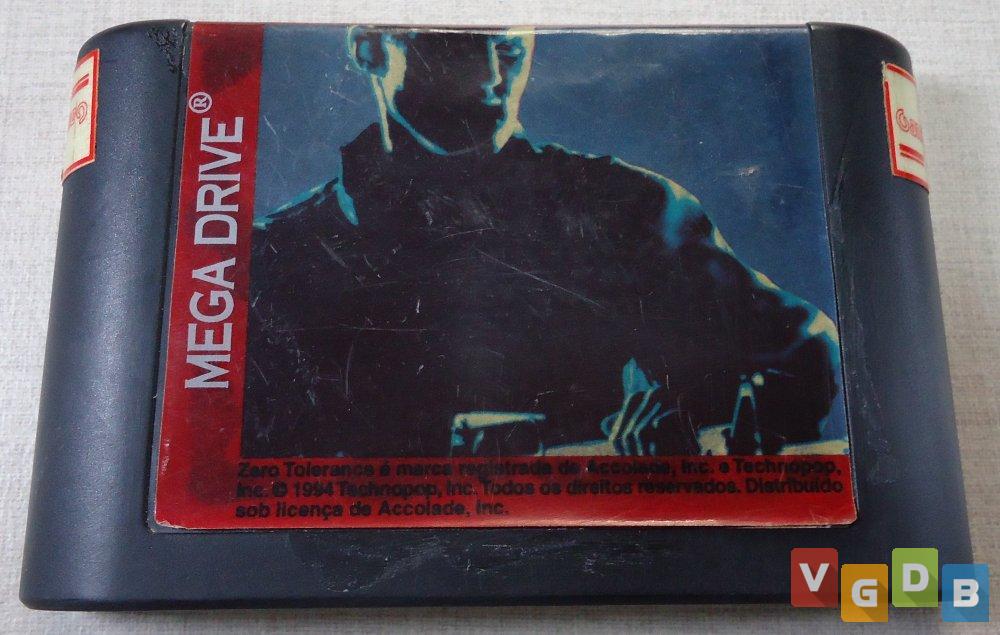 MEGA DRIVE®
Zero Tolerance é marca registrada de Accolade, Inc. e Technopop,
Inc. © 1994 Technopop, Inc. Todos os direitos reservados. Distribuído
sob licença de Accolade, Inc.
VGDB